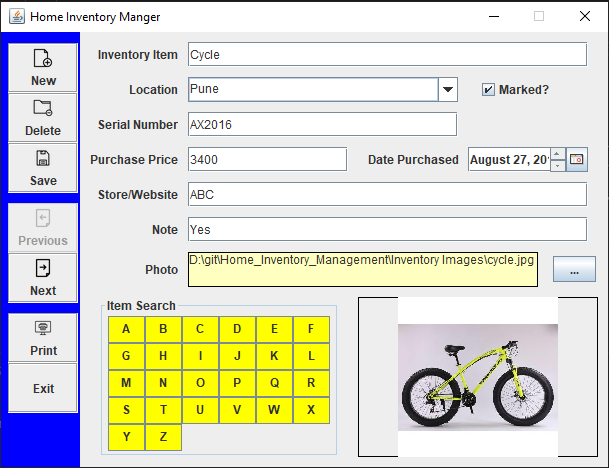 Home Inventory Manger
New
Delete
Save
Previous
Next
Print
Exit
Inventory Item Cycle
Location Pune Marked?
Serial Number AX2016
Purchase Price 3400 Date Purchased August 27, 20
Store/Website ABC
Note Yes
Photo D:\git\Home_Inventory_Management\Inventory Images\cycle.jpg ...
Item Search
A B C D E F
G H I J K L
M N O P Q R
S T U V W X
Y Z